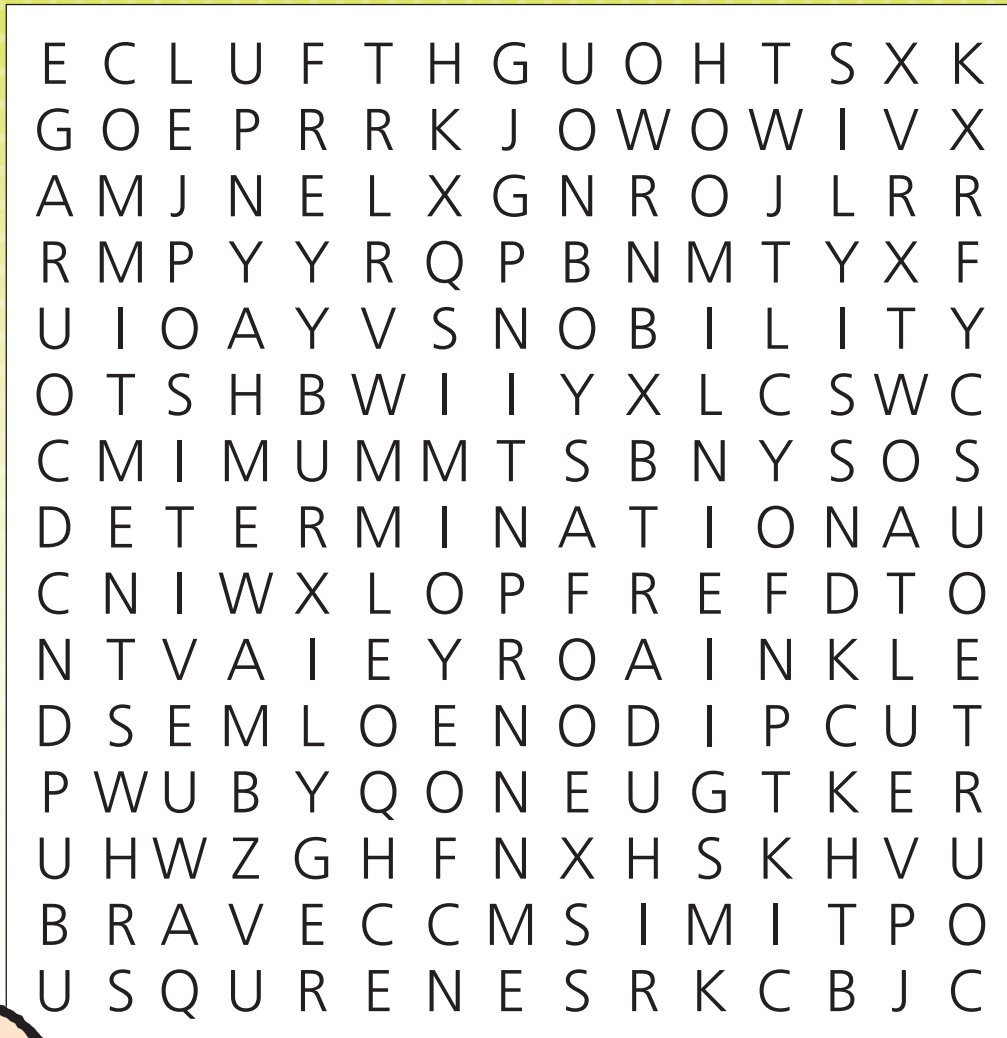 E C L U F T H G U O H T S X K
G O E P R R K J O W O W I V X
A M J N E L X G N R O J L R R
R M P Y Y R Q P B N M T Y X F
U I O A Y V S N O B I L I T Y
O T S H B W I I Y X L C S W C
C M I M U M M T S B N Y S O S
D E T E R M I N A T I O N A U
C N I W X L O P F R E F D T O
N T V A I E Y R O A I N K L E
D S E M L O E N O D I P C U T
P W U B Y Q O N E U G T K E R
U H W Z G H F N X H S K H V U
B R A V E C C M S I M I T P O
U S Q U R E N E S R K C B J C